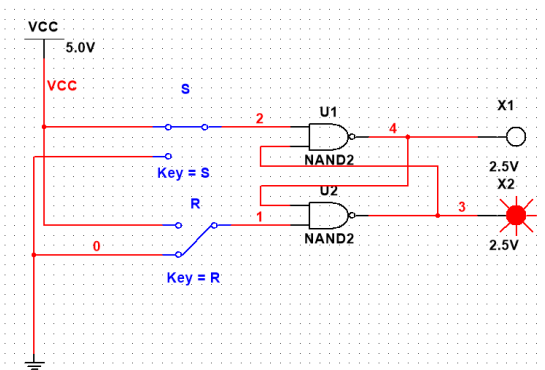 VCC
5.0V
VCC
S
2
U1
4
X1
NAND2
2.5V
Key = S
U2
X2
R
1
3
NAND2
2.5V
0
Key = R